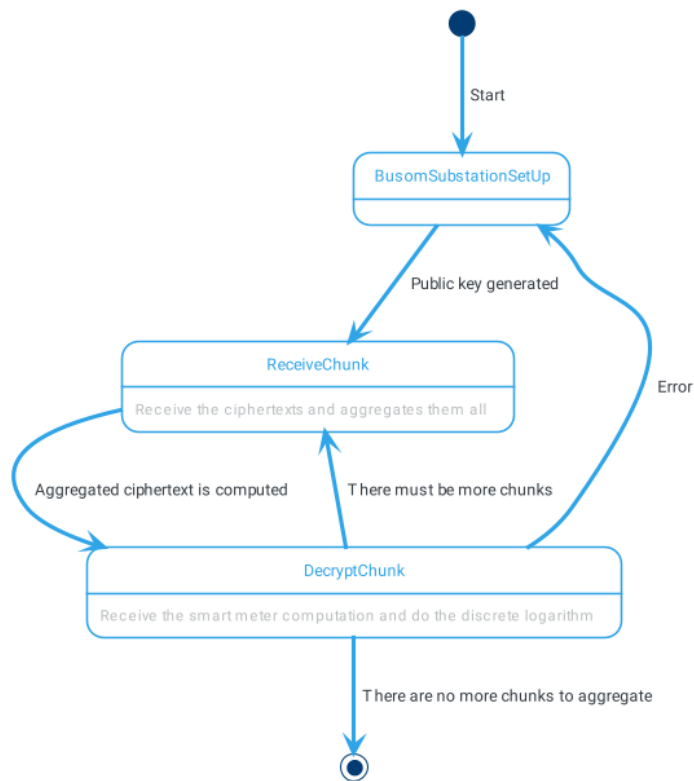 Start
BusomSubstationSetUp
Public key generated
ReceiveChunk
Error
Receive the ciphertexts and aggregates them all
Aggregated ciphertext is computed
There must be more chunks
DecryptChunk
Receive the smart meter computation and do the discrete logarithm
There are no more chunks to aggregate